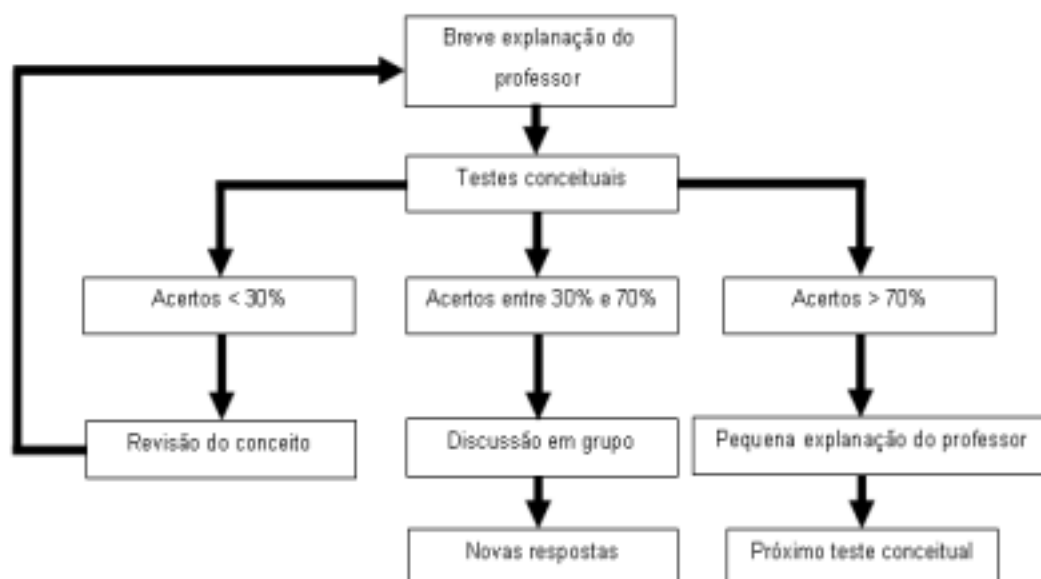 Breve explanação do
professor
Testes conceituais
Acertos < 30%
Acertos entre 30% e 70%
Acertos > 70%
Revisão do conceito
Discussão em grupo
Pequena explanação do professor
Novas respostas
Próximo teste conceitual